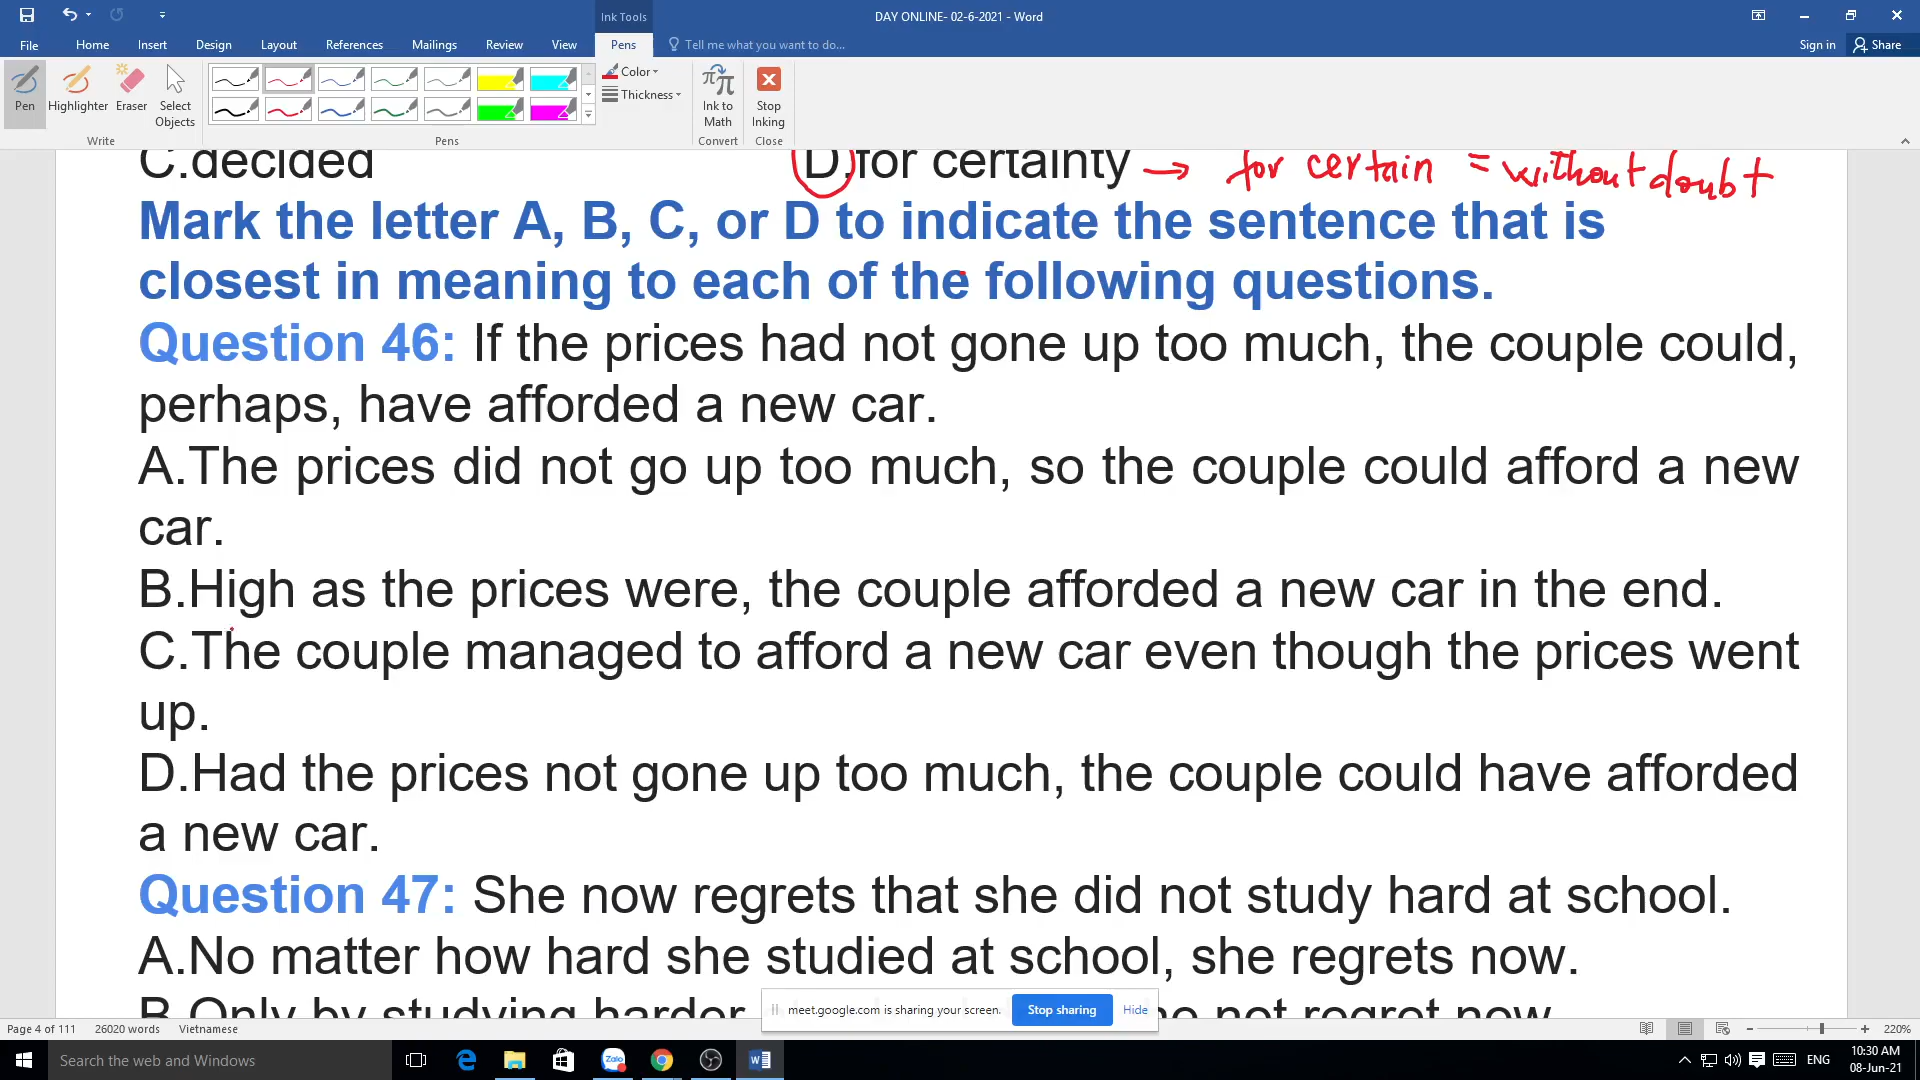 Ink Tools
DAY ONLINE- 02-6-2021 - Word
File Home Insert Design Layout References Mailings Review View Pens Tell me what you want to do... Sign in Share
Pen Highlighter Eraser Select Objects
Color
Thickness
Ink to Math
Stop Inking
Write Pens Convert Close
C.decided D.for certainty → for certain = without doubt
Mark the letter A, B, C, or D to indicate the sentence that is
closest in meaning to each of the following questions.
Question 46: If the prices had not gone up too much, the couple could,
perhaps, have afforded a new car.
A.The prices did not go up too much, so the couple could afford a new
car.
B.High as the prices were, the couple afforded a new car in the end.
C.The couple managed to afford a new car even though the prices went
up.
D.Had the prices not gone up too much, the couple could have afforded
a new car.
Question 47: She now regrets that she did not study hard at school.
A.No matter how hard she studied at school, she regrets now.
B.Only by studying harder not regret now.
meet.google.com is sharing your screen. Stop sharing Hide
Page 4 of 111 26020 words Vietnamese 220%
Search the web and Windows Zalo ENG 10:30 AM
08-Jun-21